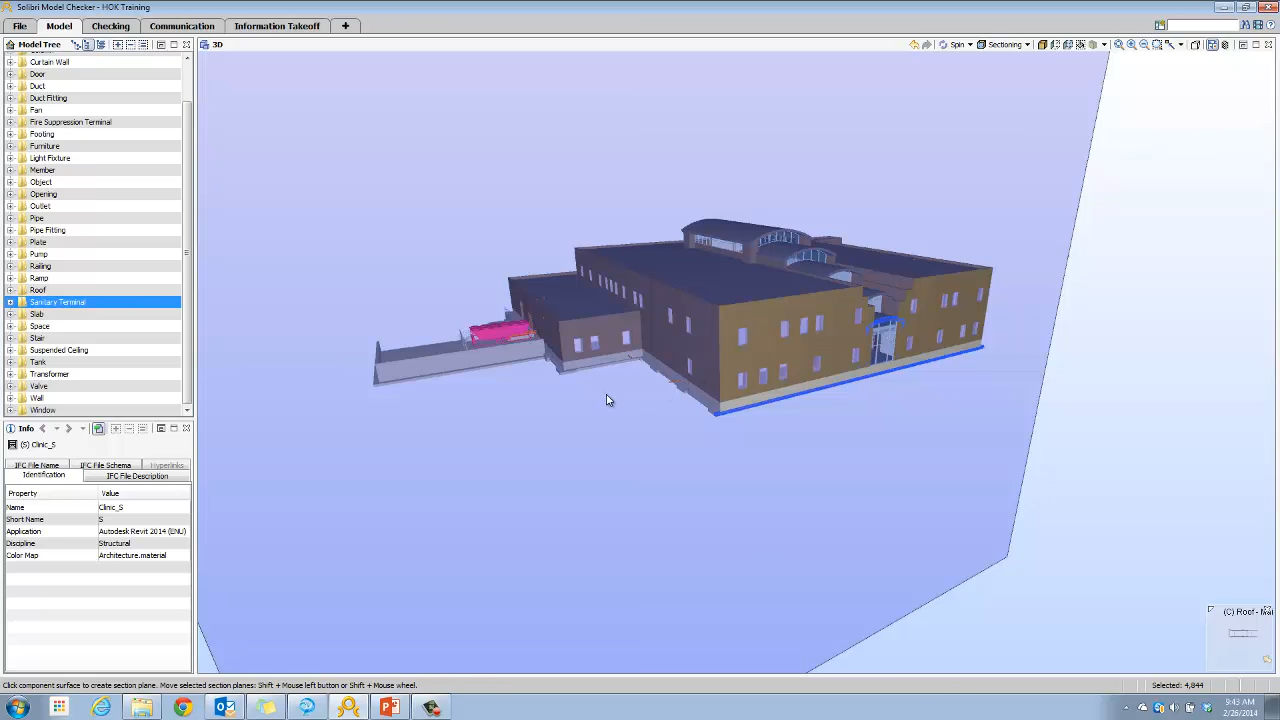 Solibri Model Checker - HOK Training
File Model Checking Communication Information Takeoff +
Model Tree
3D
Spin Sectioning
Curtain Wall
Door
Duct
Duct Fitting
Fan
Fire Suppression Terminal
Footing
Furniture
Light Fixture
Member
Object
Opening
Outlet
Pipe
Pipe Fitting
Plate
Pump
Railing
Ramp
Roof
Sanitary Terminal
Slab
Space
Stair
Suspended Ceiling
Tank
Transformer
Valve
Wall
Window
Info
(S) Clinic_S
IFC File Name IFC File Schema Hyperlinks
Identification IFC File Description
Property Value
Name Clinic_S
Short Name S
Application Autodesk Revit 2014 (ENU)
Discipline Structural
Color Map Architecture.material
(C) Roof -
Click component surface to create section plane. Move selected section planes: Shift + Mouse left button or Shift + Mouse wheel.
Selected: 4,844
9:43 AM
2/26/2014